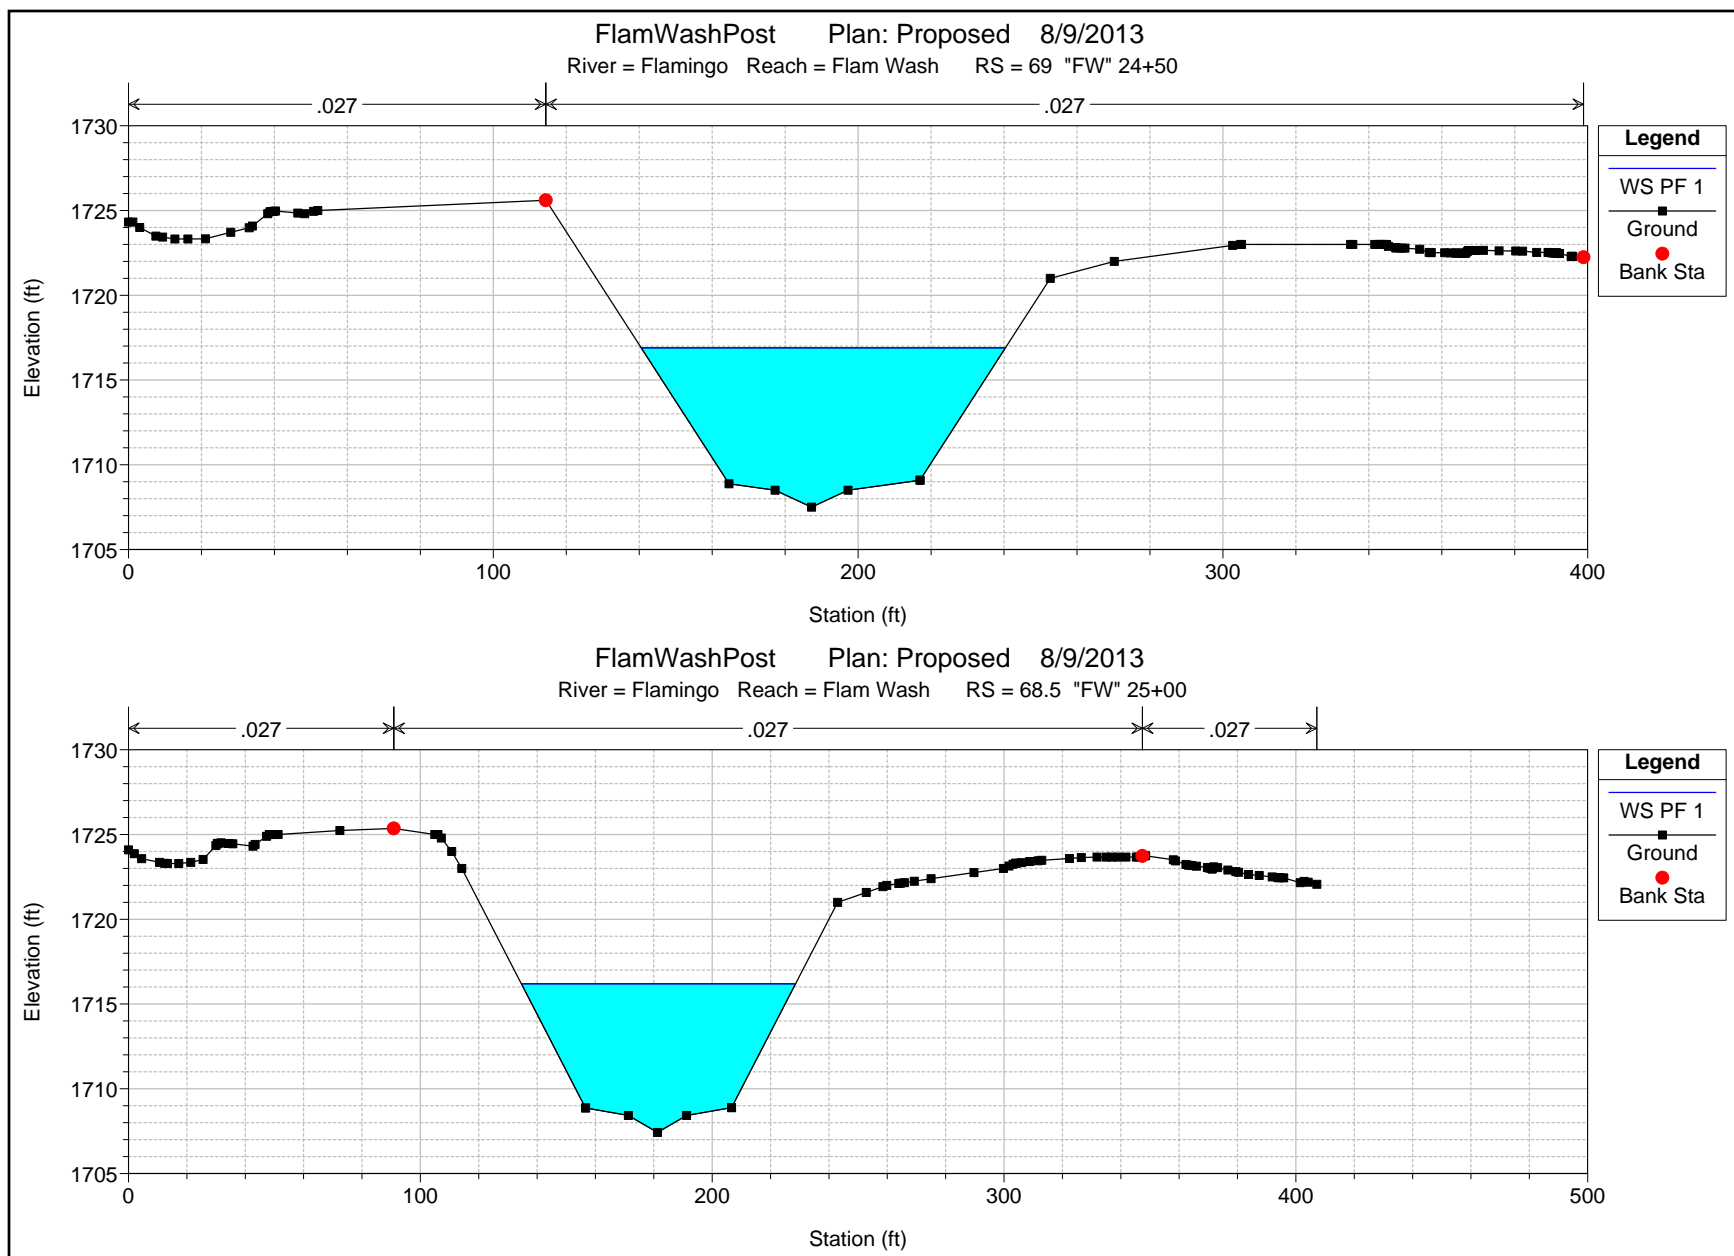 FlamWashPost Plan: Proposed 8/9/2013
River = Flamingo Reach = Flam Wash RS = 69 "FW" 24+50
.027 .027
1730
1725
1720
1715
1710
1705
Elevation (ft)
0 100 200 300 400
Station (ft)
Legend
WS PF 1
Ground
Bank Sta
FlamWashPost Plan: Proposed 8/9/2013
River = Flamingo Reach = Flam Wash RS = 68.5 "FW" 25+00
.027 .027 .027
1730
1725
1720
1715
1710
1705
Elevation (ft)
0 100 200 300 400 500
Station (ft)
Legend
WS PF 1
Ground
Bank Sta